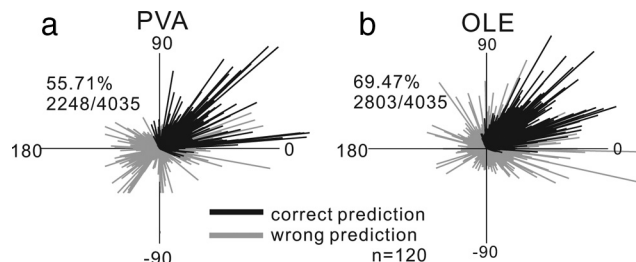 a PVA
90
55.71%
2248/4035
180
0
-90
b OLE
90
69.47%
2803/4035
180
0
-90
correct prediction
wrong prediction
n=120